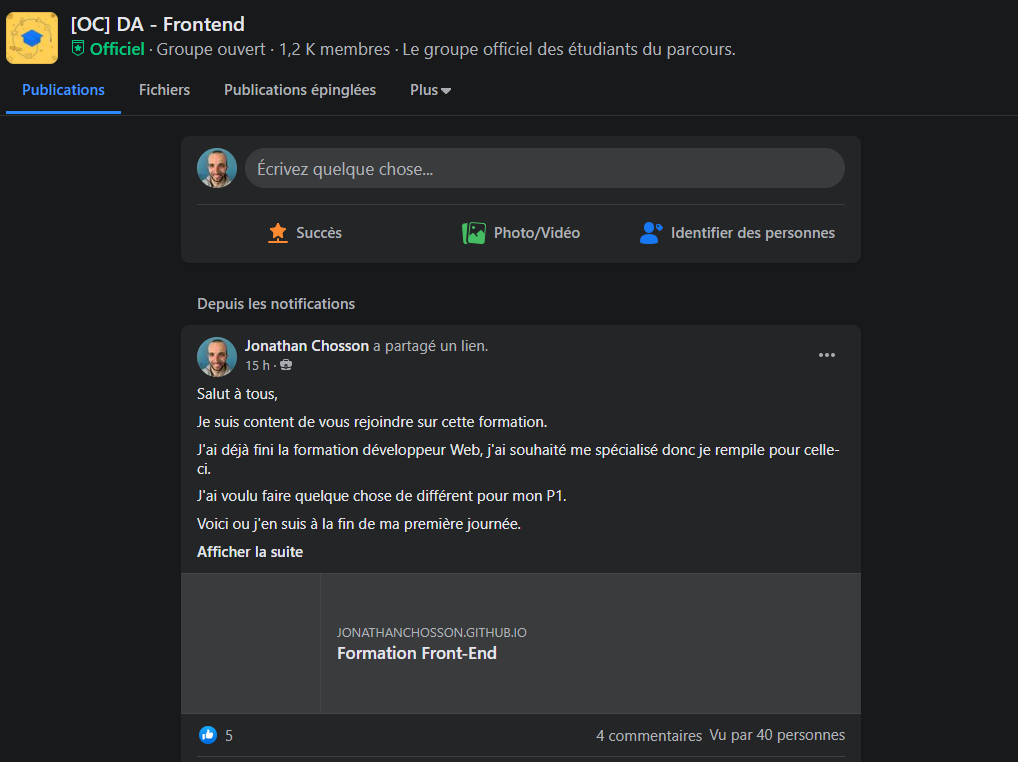 [OC] DA - Frontend
Officiel · Groupe ouvert · 1,2 K membres · Le groupe officiel des étudiants du parcours.
Publications Fichiers Publications épinglées Plus
Écrivez quelque chose...
Succès Photo/Vidéo Identifier des personnes
Depuis les notifications
Jonathan Chosson a partagé un lien.
15 h ·
Salut à tous,
Je suis content de vous rejoindre sur cette formation.
J'ai déjà fini la formation développeur Web, j'ai souhaité me spécialisé donc je rempile pour celle-
ci.
J'ai voulu faire quelque chose de différent pour mon P1.
Voici ou j'en suis à la fin de ma première journée.
Afficher la suite
JONATHANCHOSSON.GITHUB.IO
Formation Front-End
5 4 commentaires Vu par 40 personnes